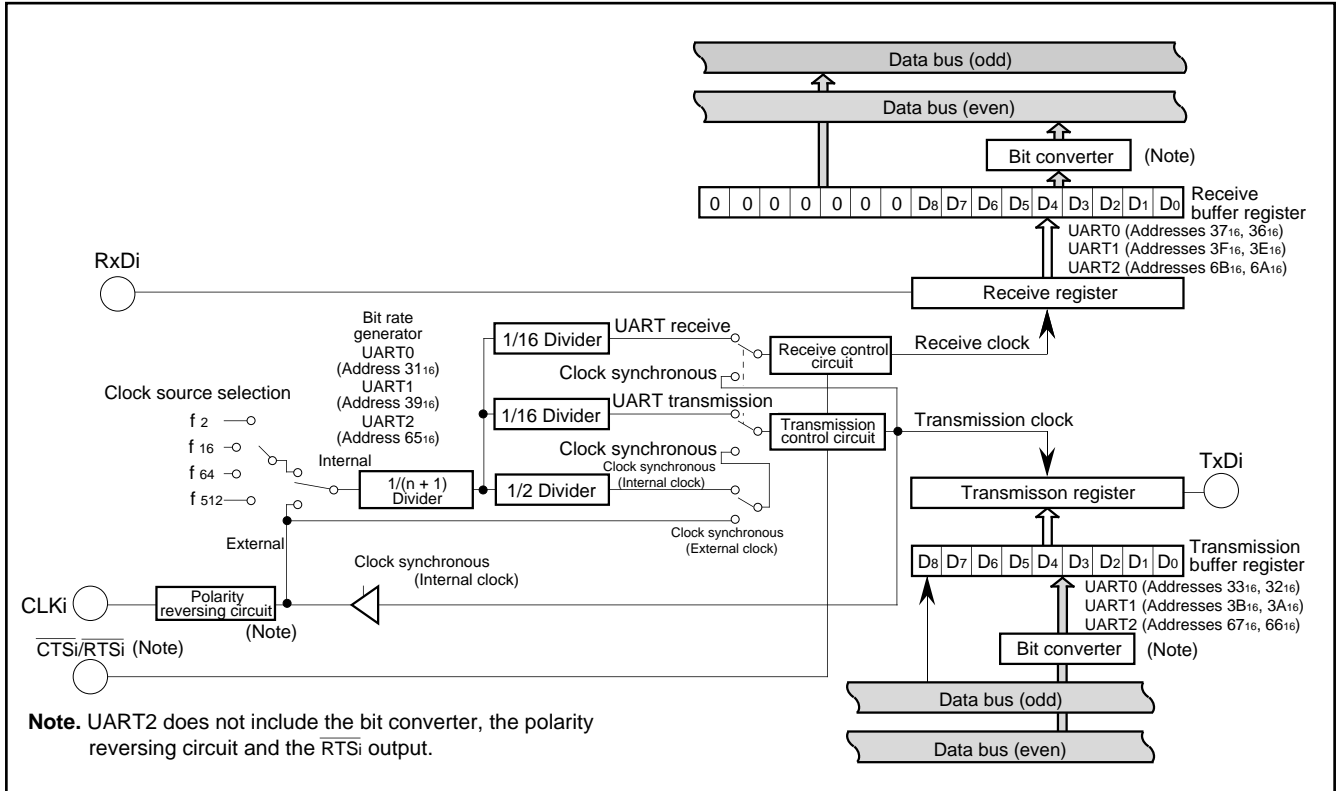 Data bus (odd)
Data bus (even)
Bit converter (Note)
0 0 0 0 0 0 0 D8 D7 D6 D5 D4 D3 D2 D1 D0
Receive
buffer register
UART0 (Addresses 3716, 3616)
UART1 (Addresses 3F16, 3E16)
UART2 (Addresses 6B16, 6A16)
RxDi
Receive register
Bit rate
generator
UART0
(Address 3116)
UART1
(Address 3916)
UART2
(Address 6516)
1/16 Divider
UART receive
Receive control
circuit
Receive clock
Clock synchronous
Clock source selection
f 2
f 16
f 64
f 512
Internal
External
1/(n + 1)
Divider
1/16 Divider
UART transmission
Transmission
control circuit
Transmission clock
Clock synchronous
Clock synchronous
(Internal clock)
1/2 Divider
Clock synchronous
(External clock)
TxDi
Transmisson register
D8 D7 D6 D5 D4 D3 D2 D1 D0
Transmission
buffer register
UART0 (Addresses 3316, 3216)
UART1 (Addresses 3B16, 3A16)
UART2 (Addresses 6716, 6616)
Clock synchronous
(Internal clock)
CLKi
Polarity
reversing circuit
(Note)
CTSi/RTSi (Note)
Bit converter (Note)
Data bus (odd)
Data bus (even)
Note. UART2 does not include the bit converter, the polarity
reversing circuit and the RTSi output.